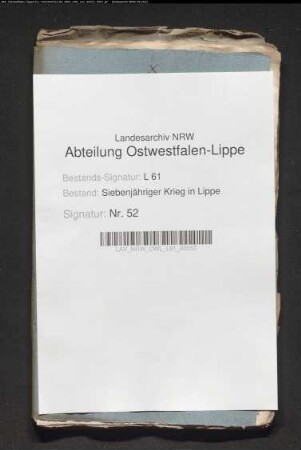 Landesarchiv NRW
Abteilung Ostwestfalen-Lippe
Bestands-Signatur: L 61
Bestand: Siebenjähriger Krieg in Lippe
Signatur: Nr. 52